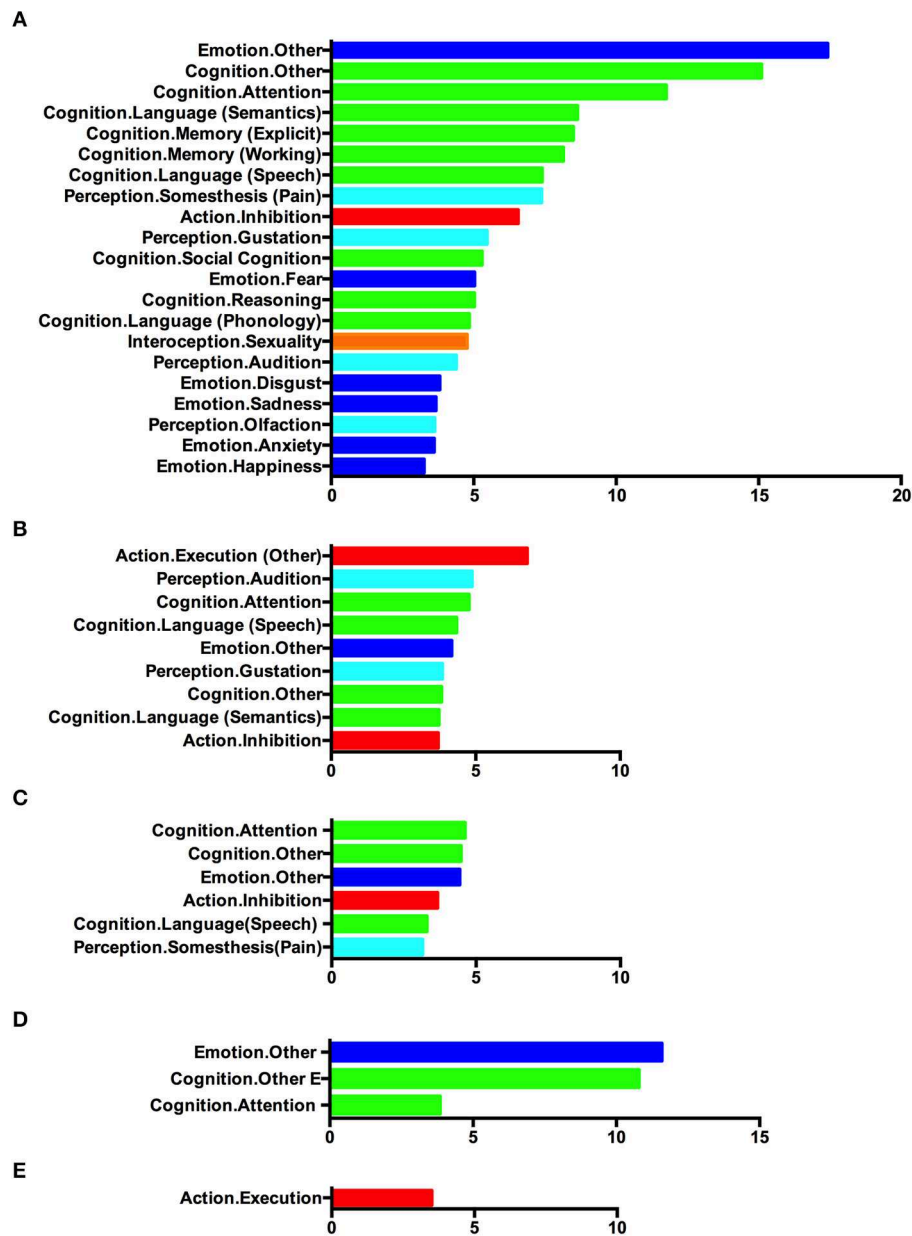 A
Emotion.Other
Cognition.Other
Cognition.Attention
Cognition.Language (Semantics)
Cognition.Memory (Explicit)
Cognition.Memory (Working)
Cognition.Language (Speech)
Perception.Somesthesis (Pain)
Action.Inhibition
Perception.Gustation
Cognition.Social Cognition
Emotion.Fear
Cognition.Reasoning
Cognition.Language (Phonology)
Interoception.Sexuality
Perception.Audition
Emotion.Disgust
Emotion.Sadness
Perception.Olfaction
Emotion.Anxiety
Emotion.Happiness
0 5 10 15 20
B
Action.Execution (Other)
Perception.Audition
Cognition.Attention
Cognition.Language (Speech)
Emotion.Other
Perception.Gustation
Cognition.Other
Cognition.Language (Semantics)
Action.Inhibition
0 5 10
C
Cognition.Attention
Cognition.Other
Emotion.Other
Action.Inhibition
Cognition.Language(Speech)
Perception.Somesthesis(Pain)
0 5 10
D
Emotion.Other
Cognition.Other E
Cognition.Attention
0 5 10 15
E
Action.Execution
0 5 10